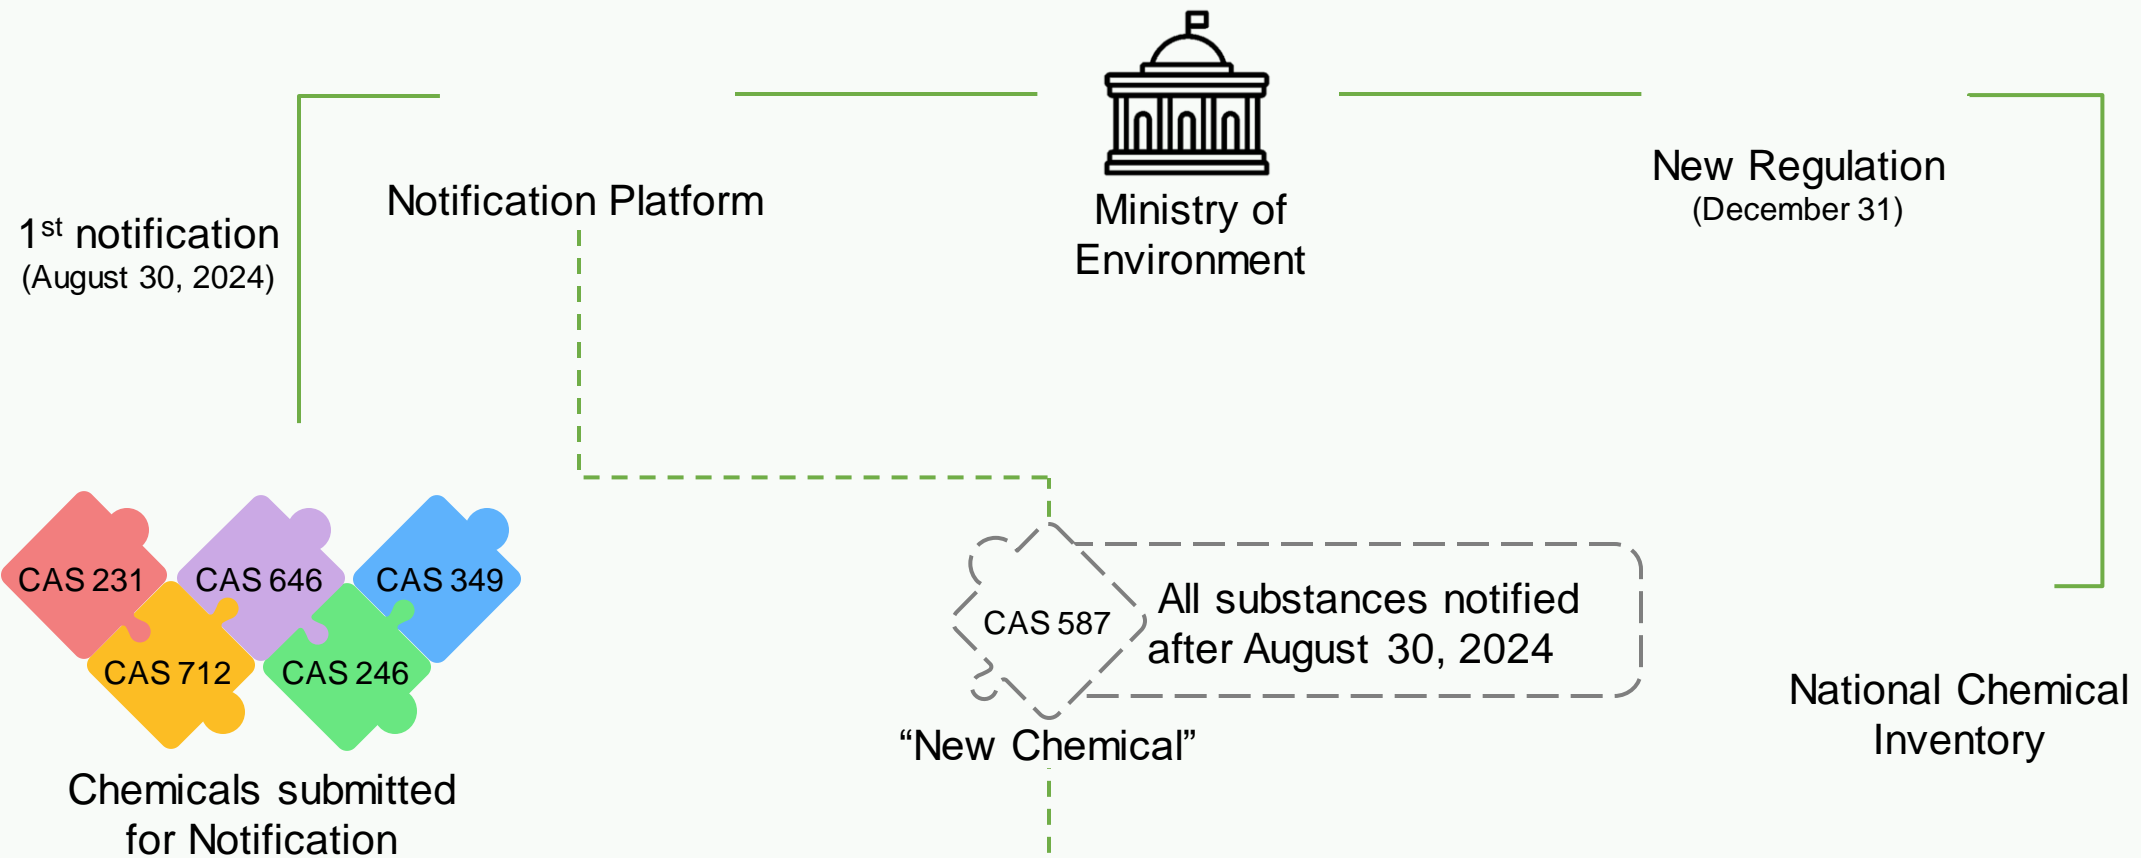 1st notification
(August 30, 2024)
Notification Platform
Ministry of
Environment
New Regulation
(December 31)
CAS 231
CAS 646
CAS 349
CAS 712
CAS 246
Chemicals submitted
for Notification
CAS 587
All substances notified
after August 30, 2024
“New Chemical”
National Chemical
Inventory